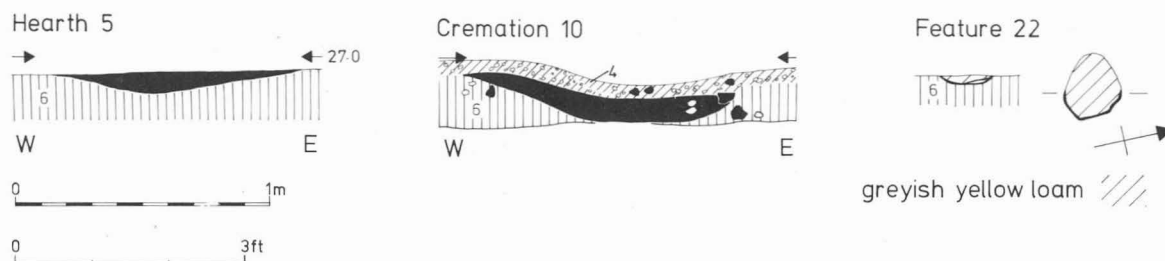 Hearth 5
27.0
6
W E
0 1m
0 3ft
Cremation 10
4
6
W E
Feature 22
6
greyish yellow loam